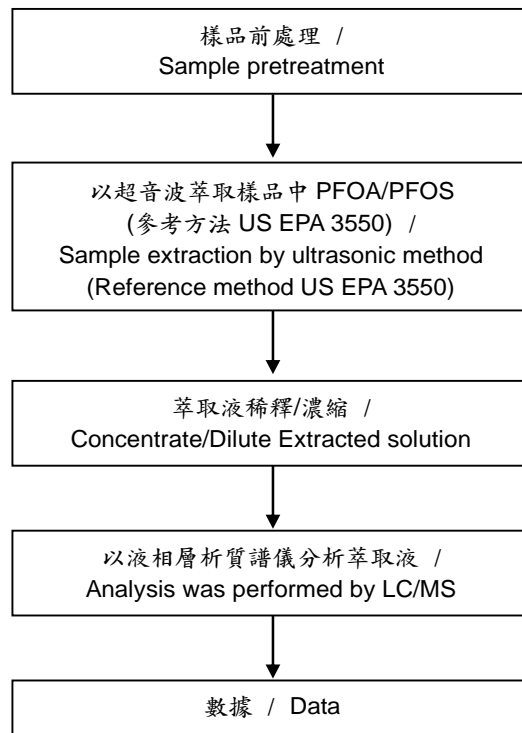 樣品前處理 /
Sample pretreatment
以超音波萃取樣品中 PFOA/PFOS
(參考方法 US EPA 3550) /
Sample extraction by ultrasonic method
(Reference method US EPA 3550)
萃取液稀釋/濃縮 /
Concentrate/Dilute Extracted solution
以液相層析質譜儀分析萃取液 /
Analysis was performed by LC/MS
數據 / Data